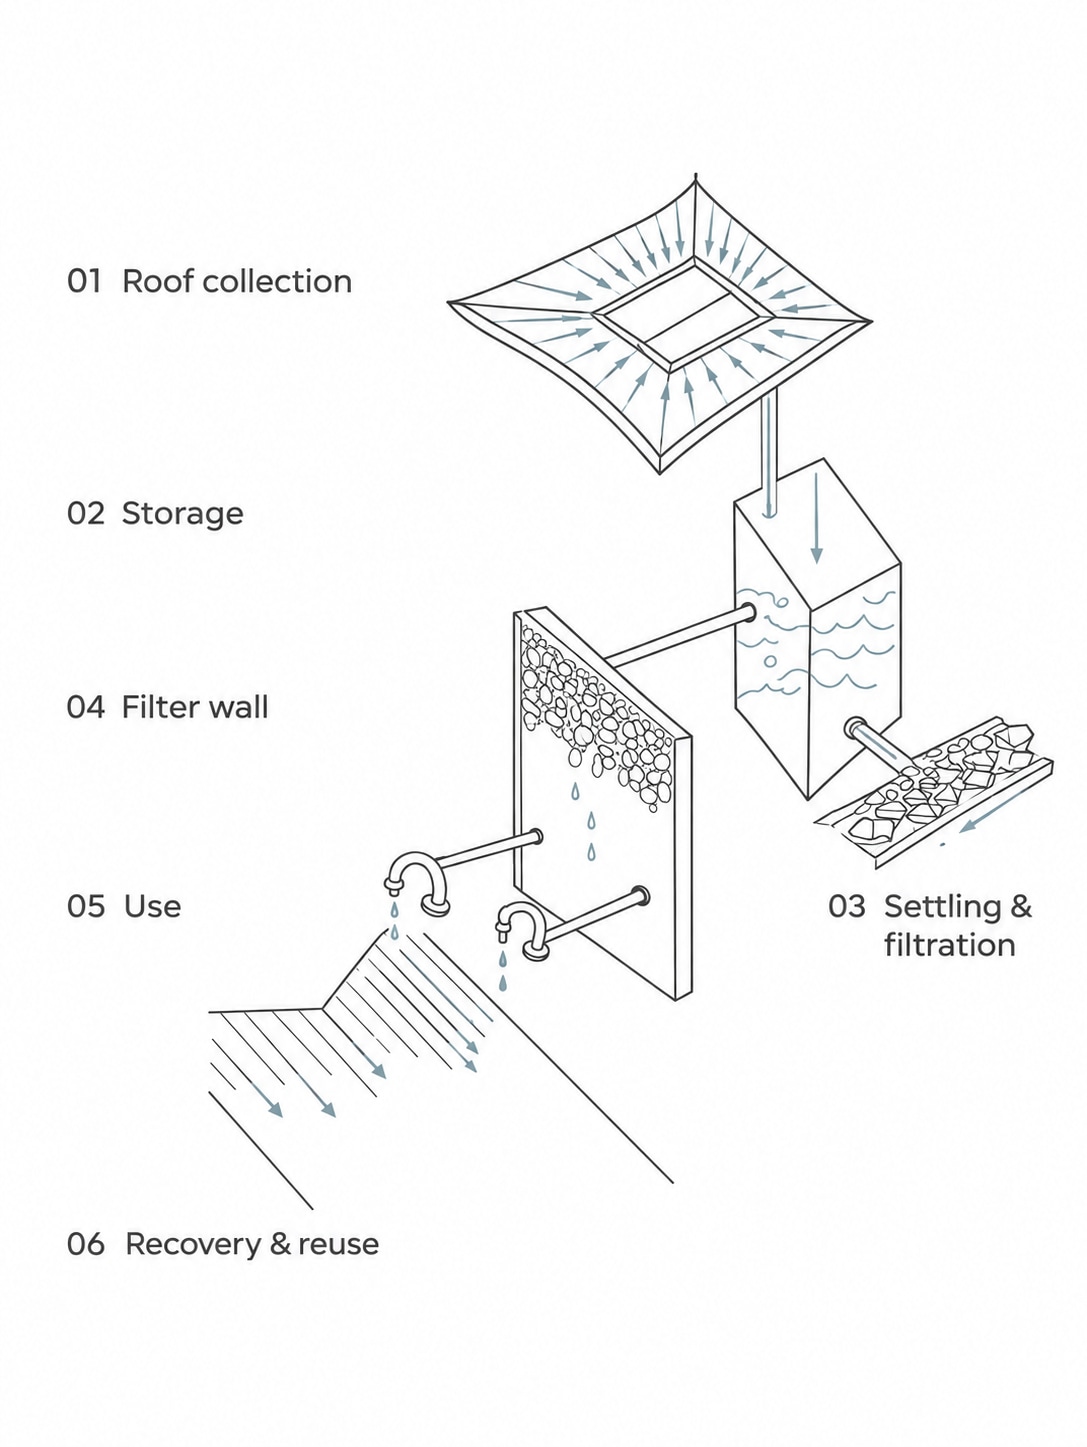 01 Roof collection
02 Storage
04 Filter wall
05 Use
03 Settling &
filtration
06 Recovery & reuse